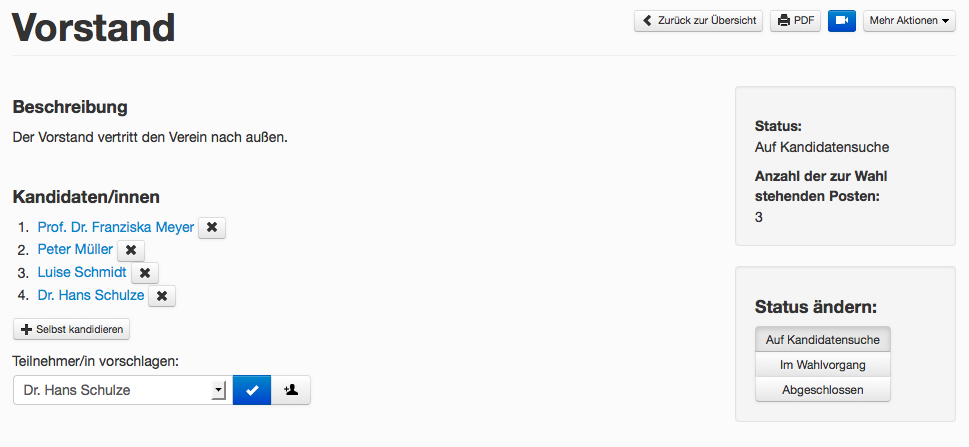 Vorstand
Zurück zur Übersicht
PDF
Mehr Aktionen
Beschreibung
Der Vorstand vertritt den Verein nach außen.
Kandidaten/innen
1. Prof. Dr. Franziska Meyer
2. Peter Müller
3. Luise Schmidt
4. Dr. Hans Schulze
Selbst kandidieren
Teilnehmer/in vorschlagen:
Dr. Hans Schulze
Status:
Auf Kandidatensuche
Anzahl der zur Wahl
stehenden Posten:
3
Status ändern:
Auf Kandidatensuche
Im Wahlvorgang
Abgeschlossen